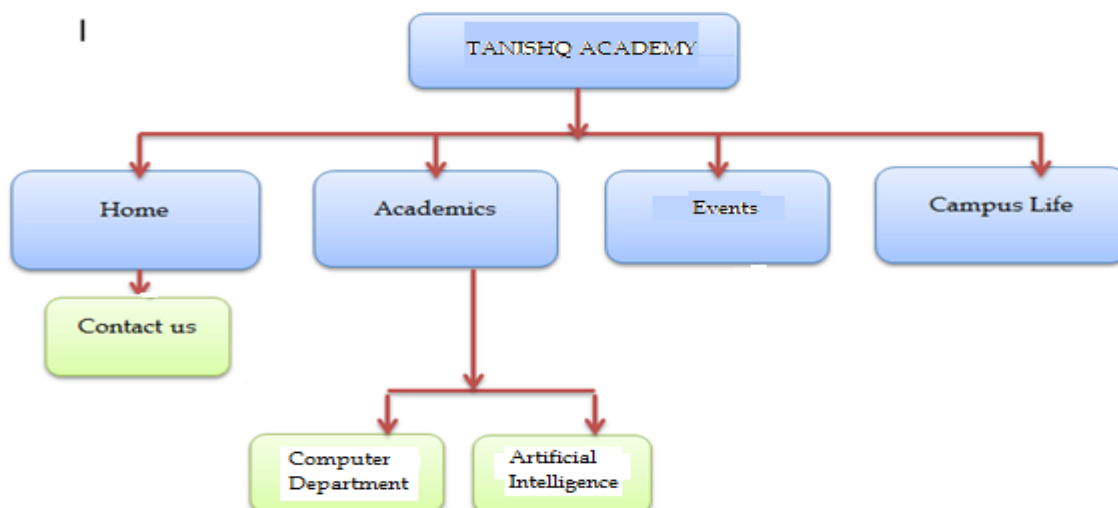 TANISHQ ACADEMY
Home
Academics
Events
Campus Life
Contact us
Computer
Department
Artificial
Intelligence